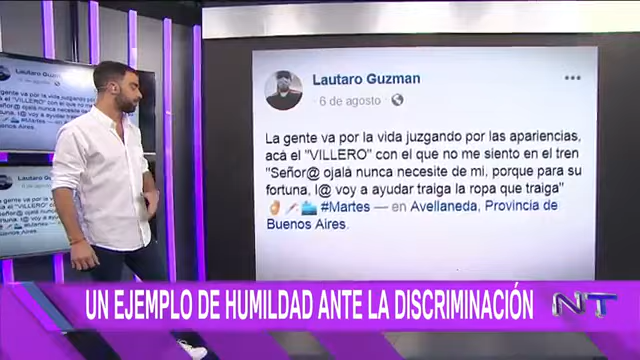 Lautaro Guzman
6 de agosto
La gente va por la vida juzgando por las apariencias,
acà el "VILLERO" con el que no me siento en el tren
"Señor@ ojalà nunca necesite de mi, porque para su
fortuna, l@ voy a ayudar traiga la ropa que traiga"
#Martes — en Avellaneda, Provincia de
Buenos Aires.
UN EJEMPLO DE HUMILDAD ANTE LA DISCRIMINACIÓN
NT